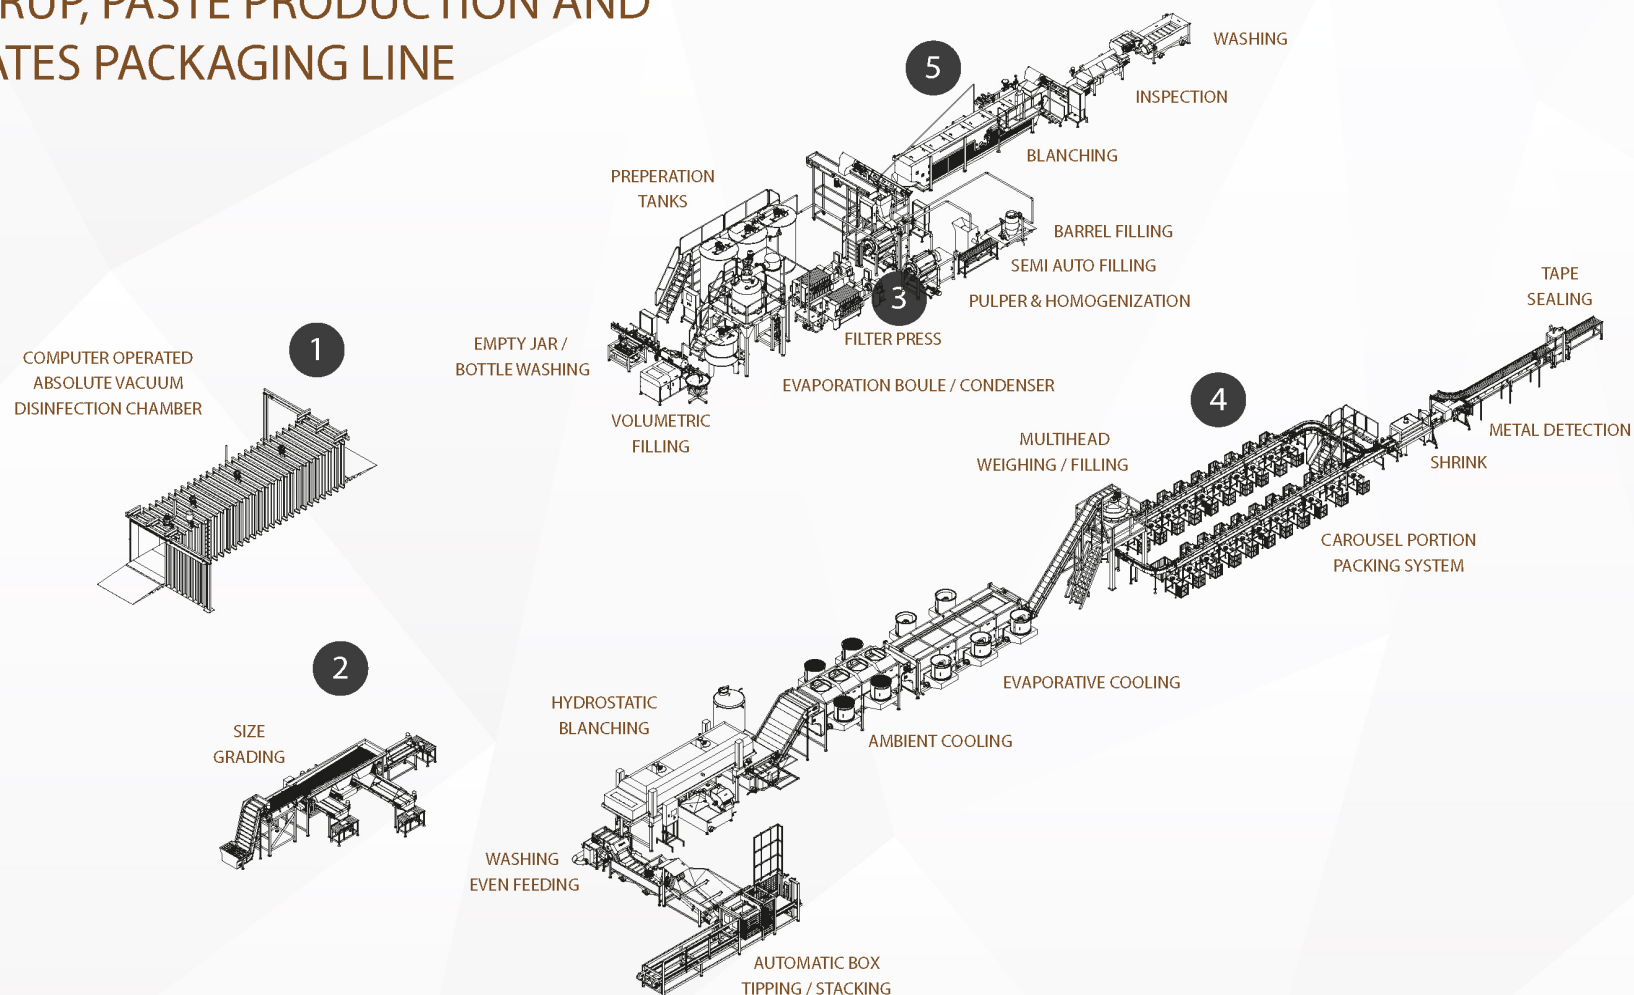 RUP, PASTE PRODUCTION AND
ATES PACKAGING LINE
5
WASHING
INSPECTION
BLANCHING
PREPERATION
TANKS
BARREL FILLING
SEMI AUTO FILLING
PULPER & HOMOGENIZATION
3
FILTER PRESS
EMPTY JAR /
BOTTLE WASHING
EVAPORATION BOULE / CONDENSER
VOLUMETRIC
FILLING
1
COMPUTER OPERATED
ABSOLUTE VACUUM
DISINFECTION CHAMBER
TAPE
SEALING
4
METAL DETECTION
SHRINK
MULTIHEAD
WEIGHING / FILLING
CAROUSEL PORTION
PACKING SYSTEM
2
SIZE
GRADING
EVAPORATIVE COOLING
AMBIENT COOLING
HYDROSTATIC
BLANCHING
WASHING
EVEN FEEDING
AUTOMATIC BOX
TIPPING / STACKING